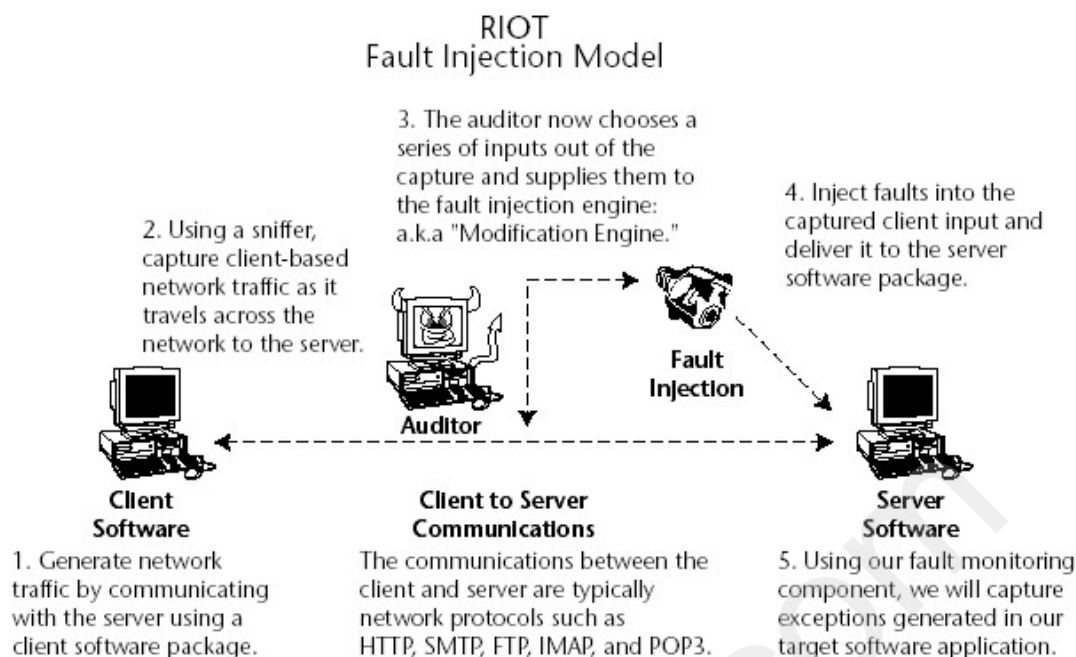 RIOT
Fault Injection Model
3. The auditor now chooses a
series of inputs out of the
capture and supplies them to
the fault injection engine:
a.k.a "Modification Engine."
4. Inject faults into the
captured client input and
deliver it to the server
software package.
2. Using a sniffer,
capture client-based
network traffic as it
travels across the
network to the server.
Fault
Injection
Auditor
Client
Software
1. Generate network
traffic by communicating
with the server using a
client software package.
Client to Server
Communications
The communications between the
client and server are typically
network protocols such as
HTTP, SMTP, FTP, IMAP, and POP3.
Server
Software
5. Using our fault monitoring
component, we will capture
exceptions generated in our
target software application.